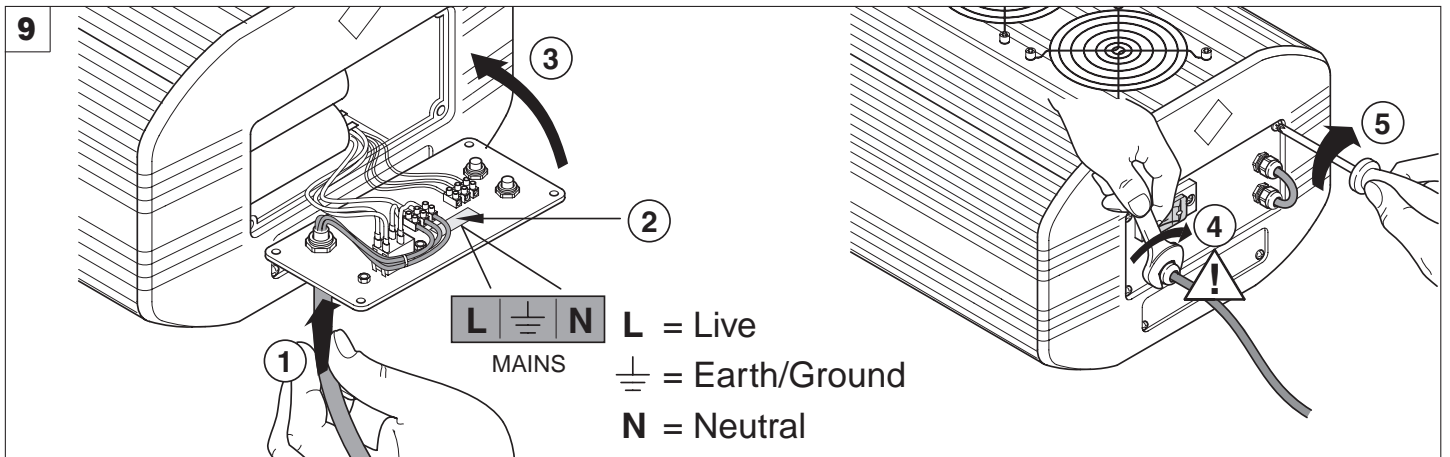 9
3
2
1
L ⏚ N
MAINS
L = Live
⏚ = Earth/Ground
N = Neutral
5
4
!